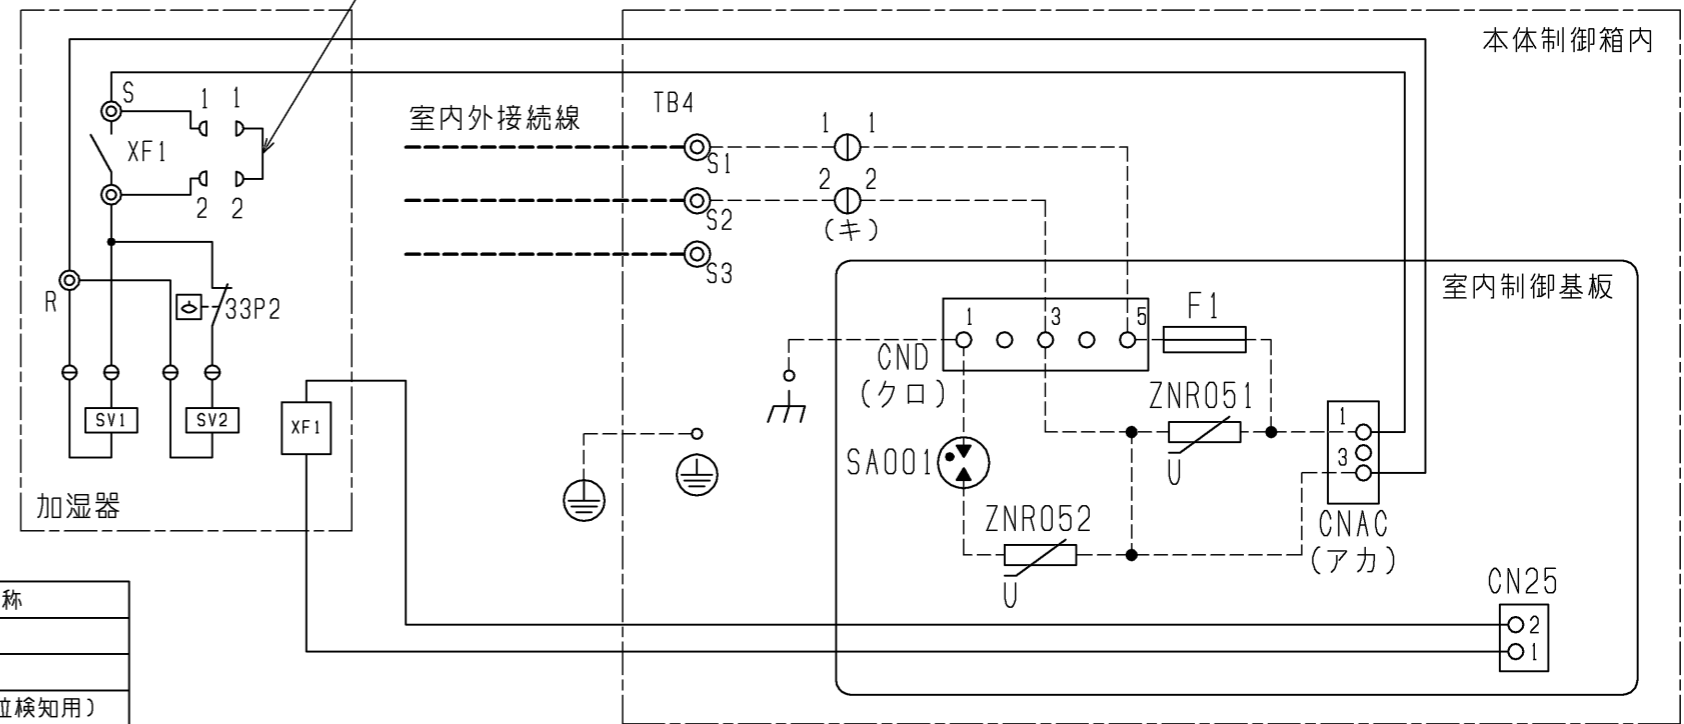 本体制御箱内
S
1 1
XF1
2 2
室内外接続線
TB4
S1
1 1
S2
2 2
(キ)
S3
R
33P2
SV1
SV2
XF1
加湿器
室内制御基板
1 3 5
F1
CND
(クロ)
ZNR051
U
SA001
ZNR052
U
1
3
CNAC
(アカ)
CN25
2
1
称
位検知用)